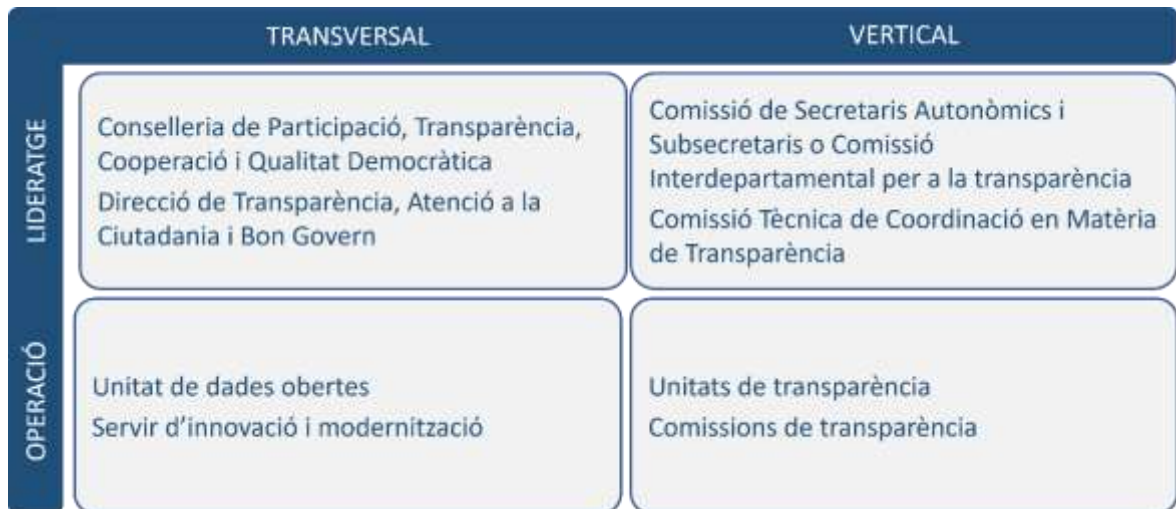 TRANSVERSAL
VERTICAL
LIDERATGE
Conselleria de Participació, Transparència,
Cooperació i Qualitat Democràtica
Direcció de Transparència, Atenció a la
Ciutadania i Bon Govern
Comissió de Secretaris Autonòmics i
Subsecretaris o Comissió
Interdepartamental per a la transparència
Comissió Tècnica de Coordinació en Matèria
de Transparència
OPERACIÓ
Unitat de dades obertes
Servir d'innovació i modernització
Unitats de transparència
Comissions de transparència